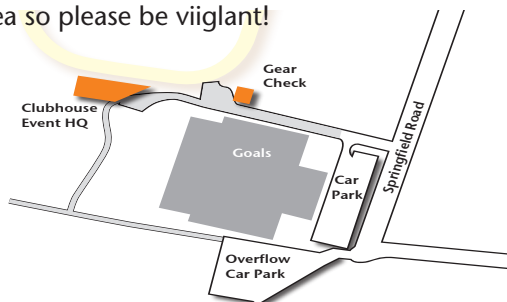 ea so please be viiglant!
Gear
Check
Clubhouse
Event HQ
Goals
Springfield Road
Car
Park
Overflow
Car Park